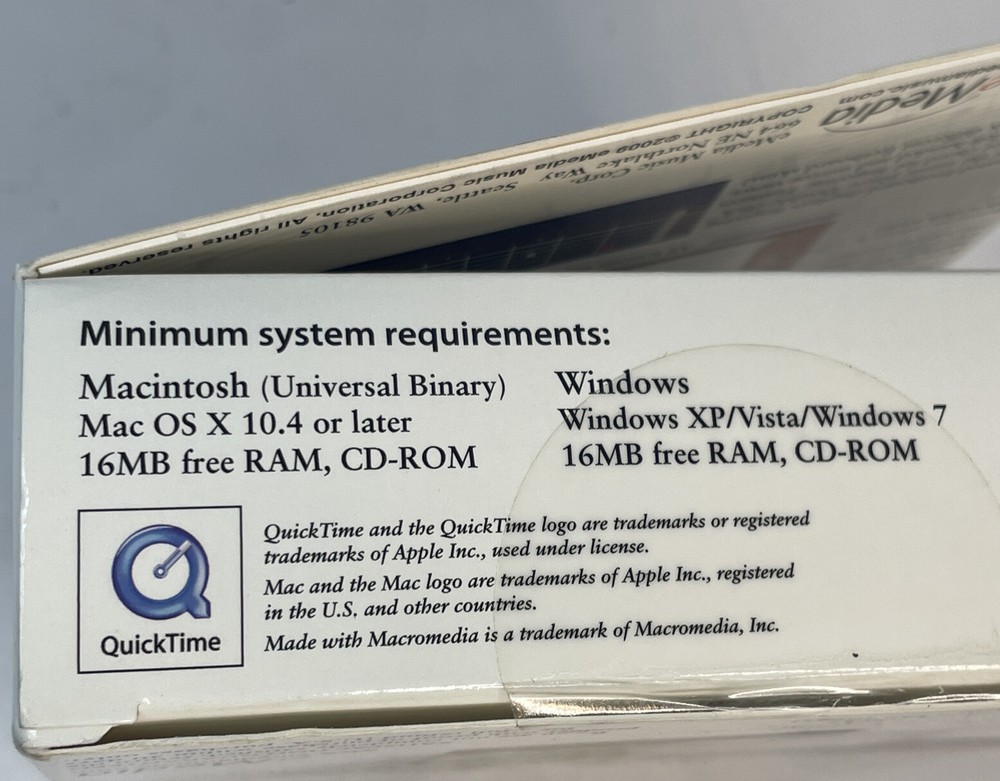 eMedia
COPYRIGHT ©2009 eMedia Music Corporation. All rights reserved.
eMedia Music Corp.
664 NE Northlake Way
Seattle, WA 98105
Minimum system requirements:
Macintosh (Universal Binary)
Mac OS X 10.4 or later
16MB free RAM, CD-ROM
Windows
Windows XP/Vista/Windows 7
16MB free RAM, CD-ROM
QuickTime
QuickTime and the QuickTime logo are trademarks or registered
trademarks of Apple Inc., used under license.
Mac and the Mac logo are trademarks of Apple Inc., registered
in the U.S. and other countries.
Made with Macromedia is a trademark of Macromedia, Inc.